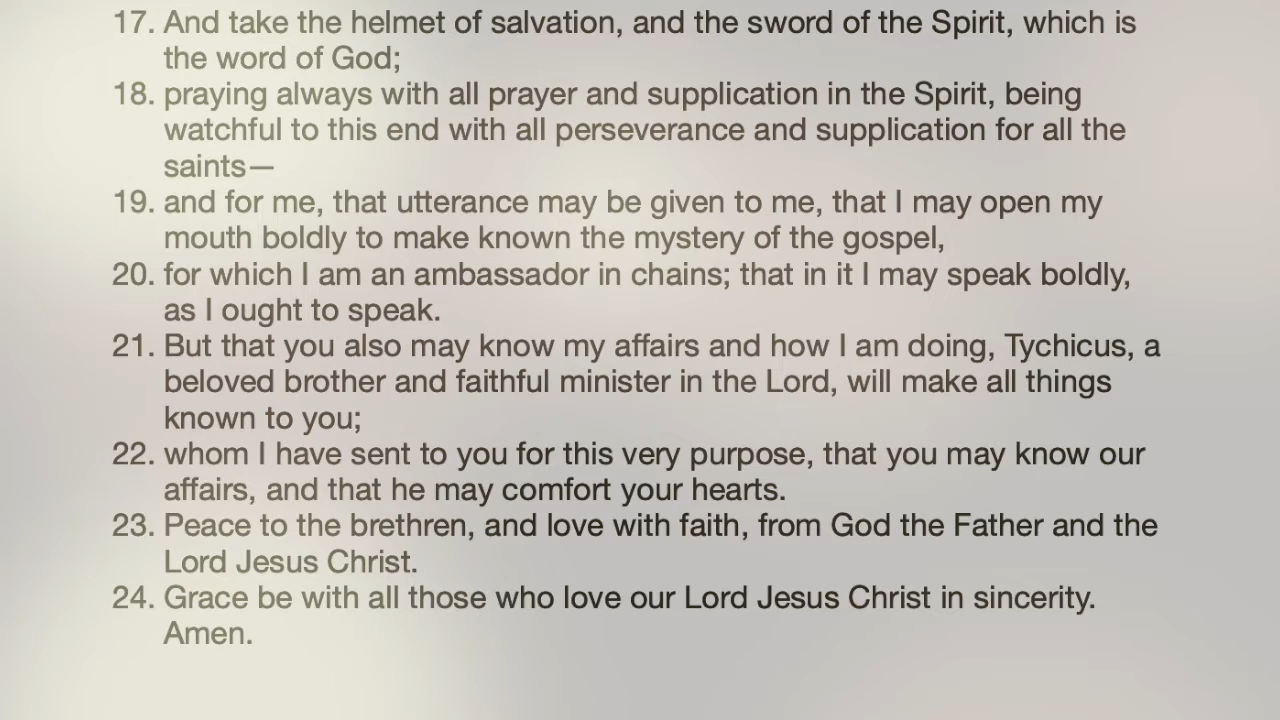 17. And take the helmet of salvation, and the sword of the Spirit, which is
the word of God;
18. praying always with all prayer and supplication in the Spirit, being
watchful to this end with all perseverance and supplication for all the
saints—
19. and for me, that utterance may be given to me, that I may open my
mouth boldly to make known the mystery of the gospel,
20. for which I am an ambassador in chains; that in it I may speak boldly,
as I ought to speak.
21. But that you also may know my affairs and how I am doing, Tychicus, a
beloved brother and faithful minister in the Lord, will make all things
known to you;
22. whom I have sent to you for this very purpose, that you may know our
affairs, and that he may comfort your hearts.
23. Peace to the brethren, and love with faith, from God the Father and the
Lord Jesus Christ.
24. Grace be with all those who love our Lord Jesus Christ in sincerity.
Amen.